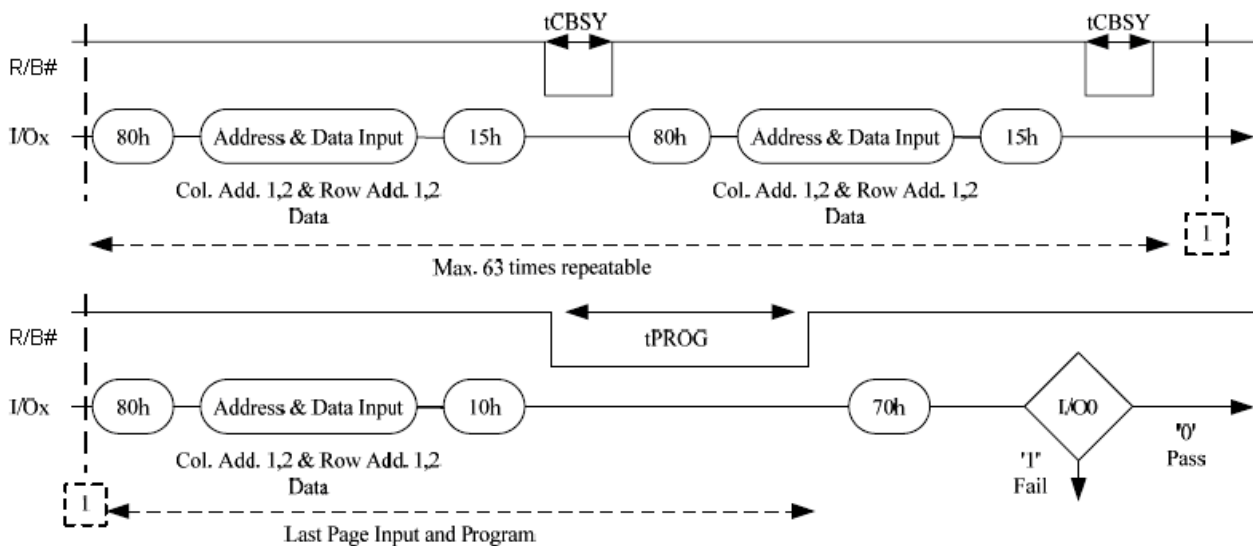 tCBSY tCBSY
R/B#
I/Ox 80h Address & Data Input 15h 80h Address & Data Input 15h
Col. Add. 1,2 & Row Add. 1,2 Col. Add. 1,2 & Row Add. 1,2
Data Data
1
Max. 63 times repeatable
R/B#
tPROG
I/Ox 80h Address & Data Input 10h 70h I/O0
'0'
Col. Add. 1,2 & Row Add. 1,2 '1' Pass
Data Fail
1
Last Page Input and Program